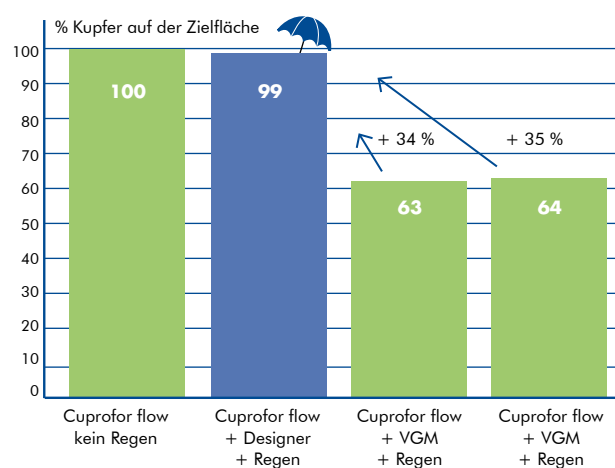 % Kupfer auf der Zielfläche
100
90
80
70
60
50
40
30
20
10
0
100
99
63
64
+ 34 %
+ 35 %
Cuprofor flow
kein Regen
Cuprofor flow
+ Designer
+ Regen
Cuprofor flow
+ VGM
+ Regen
Cuprofor flow
+ VGM
+ Regen